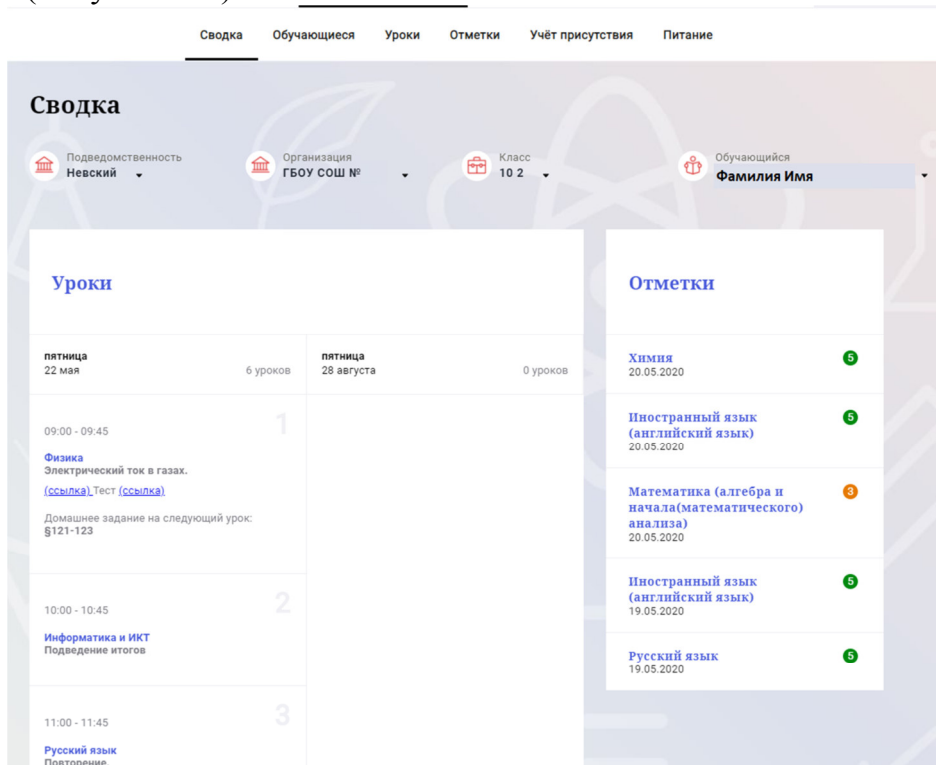 Сводка Обучающиеся Уроки Отметки Учёт присутствия Питание
Сводка
Подведомственность
Невский
Организация
ГБОУ СОШ №
Класс
10 2
Обучающийся
Фамилия Имя
Уроки
пятница
22 мая 6 уроков
пятница
28 августа 0 уроков
1
09:00 - 09:45
Физика
Электрический ток в газах.
(ссылка) Тест (ссылка)
Домашнее задание на следующий урок:
§121-123
2
10:00 - 10:45
Информатика и ИКТ
Подведение итогов
3
11:00 - 11:45
Русский язык
Повторение.
Отметки
Химия 5
20.05.2020
Иностранный язык 5
(английский язык)
20.05.2020
Математика (алгебра и 3
начала(математического)
анализа)
20.05.2020
Иностранный язык 5
(английский язык)
19.05.2020
Русский язык 5
19.05.2020